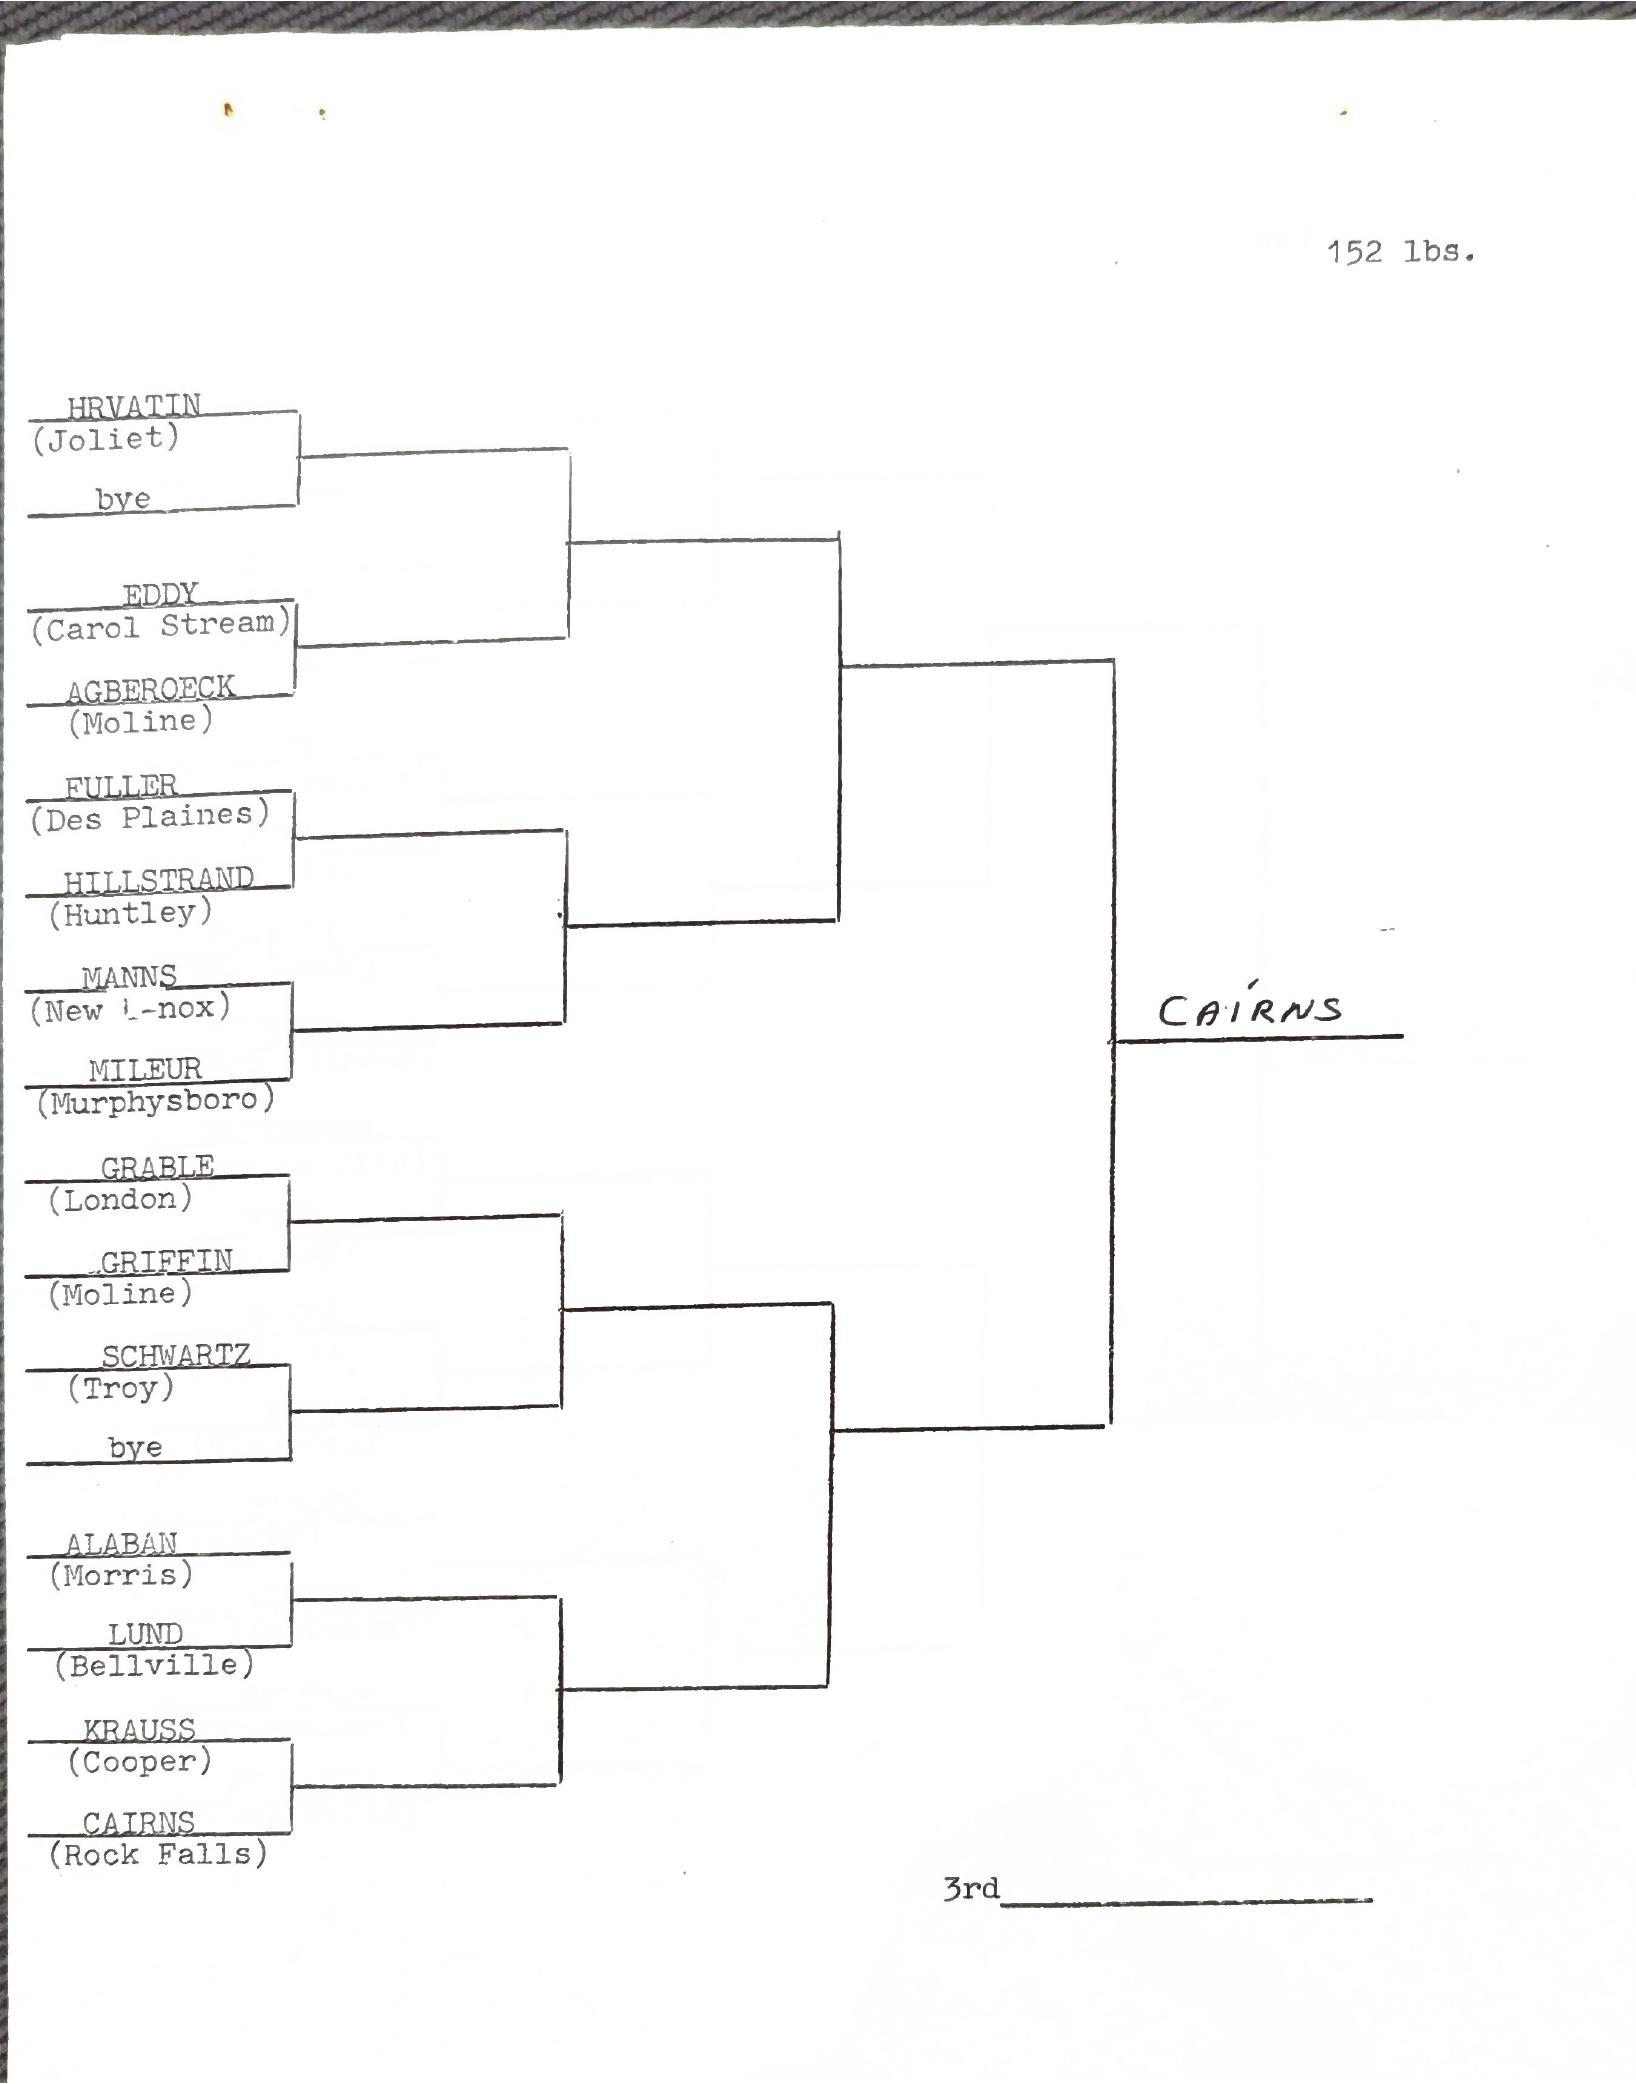 152 lbs.
HRVATIN
(Joliet)
bye
EDDY
(Carol Stream)
AGBEROECK
(Moline)
FULLER
(Des Plaines)
HILLSTRAND
(Huntley)
MANNS
(New L-nox)
MILEUR
(Murphysboro)
CAIRNS
GRABLE
(London)
GRIFFIN
(Moline)
SCHWARTZ
(Troy)
bye
ALABAN
(Morris)
LUND
(Bellville)
KRAUSS
(Cooper)
CAIRNS
(Rock Falls)
3rd